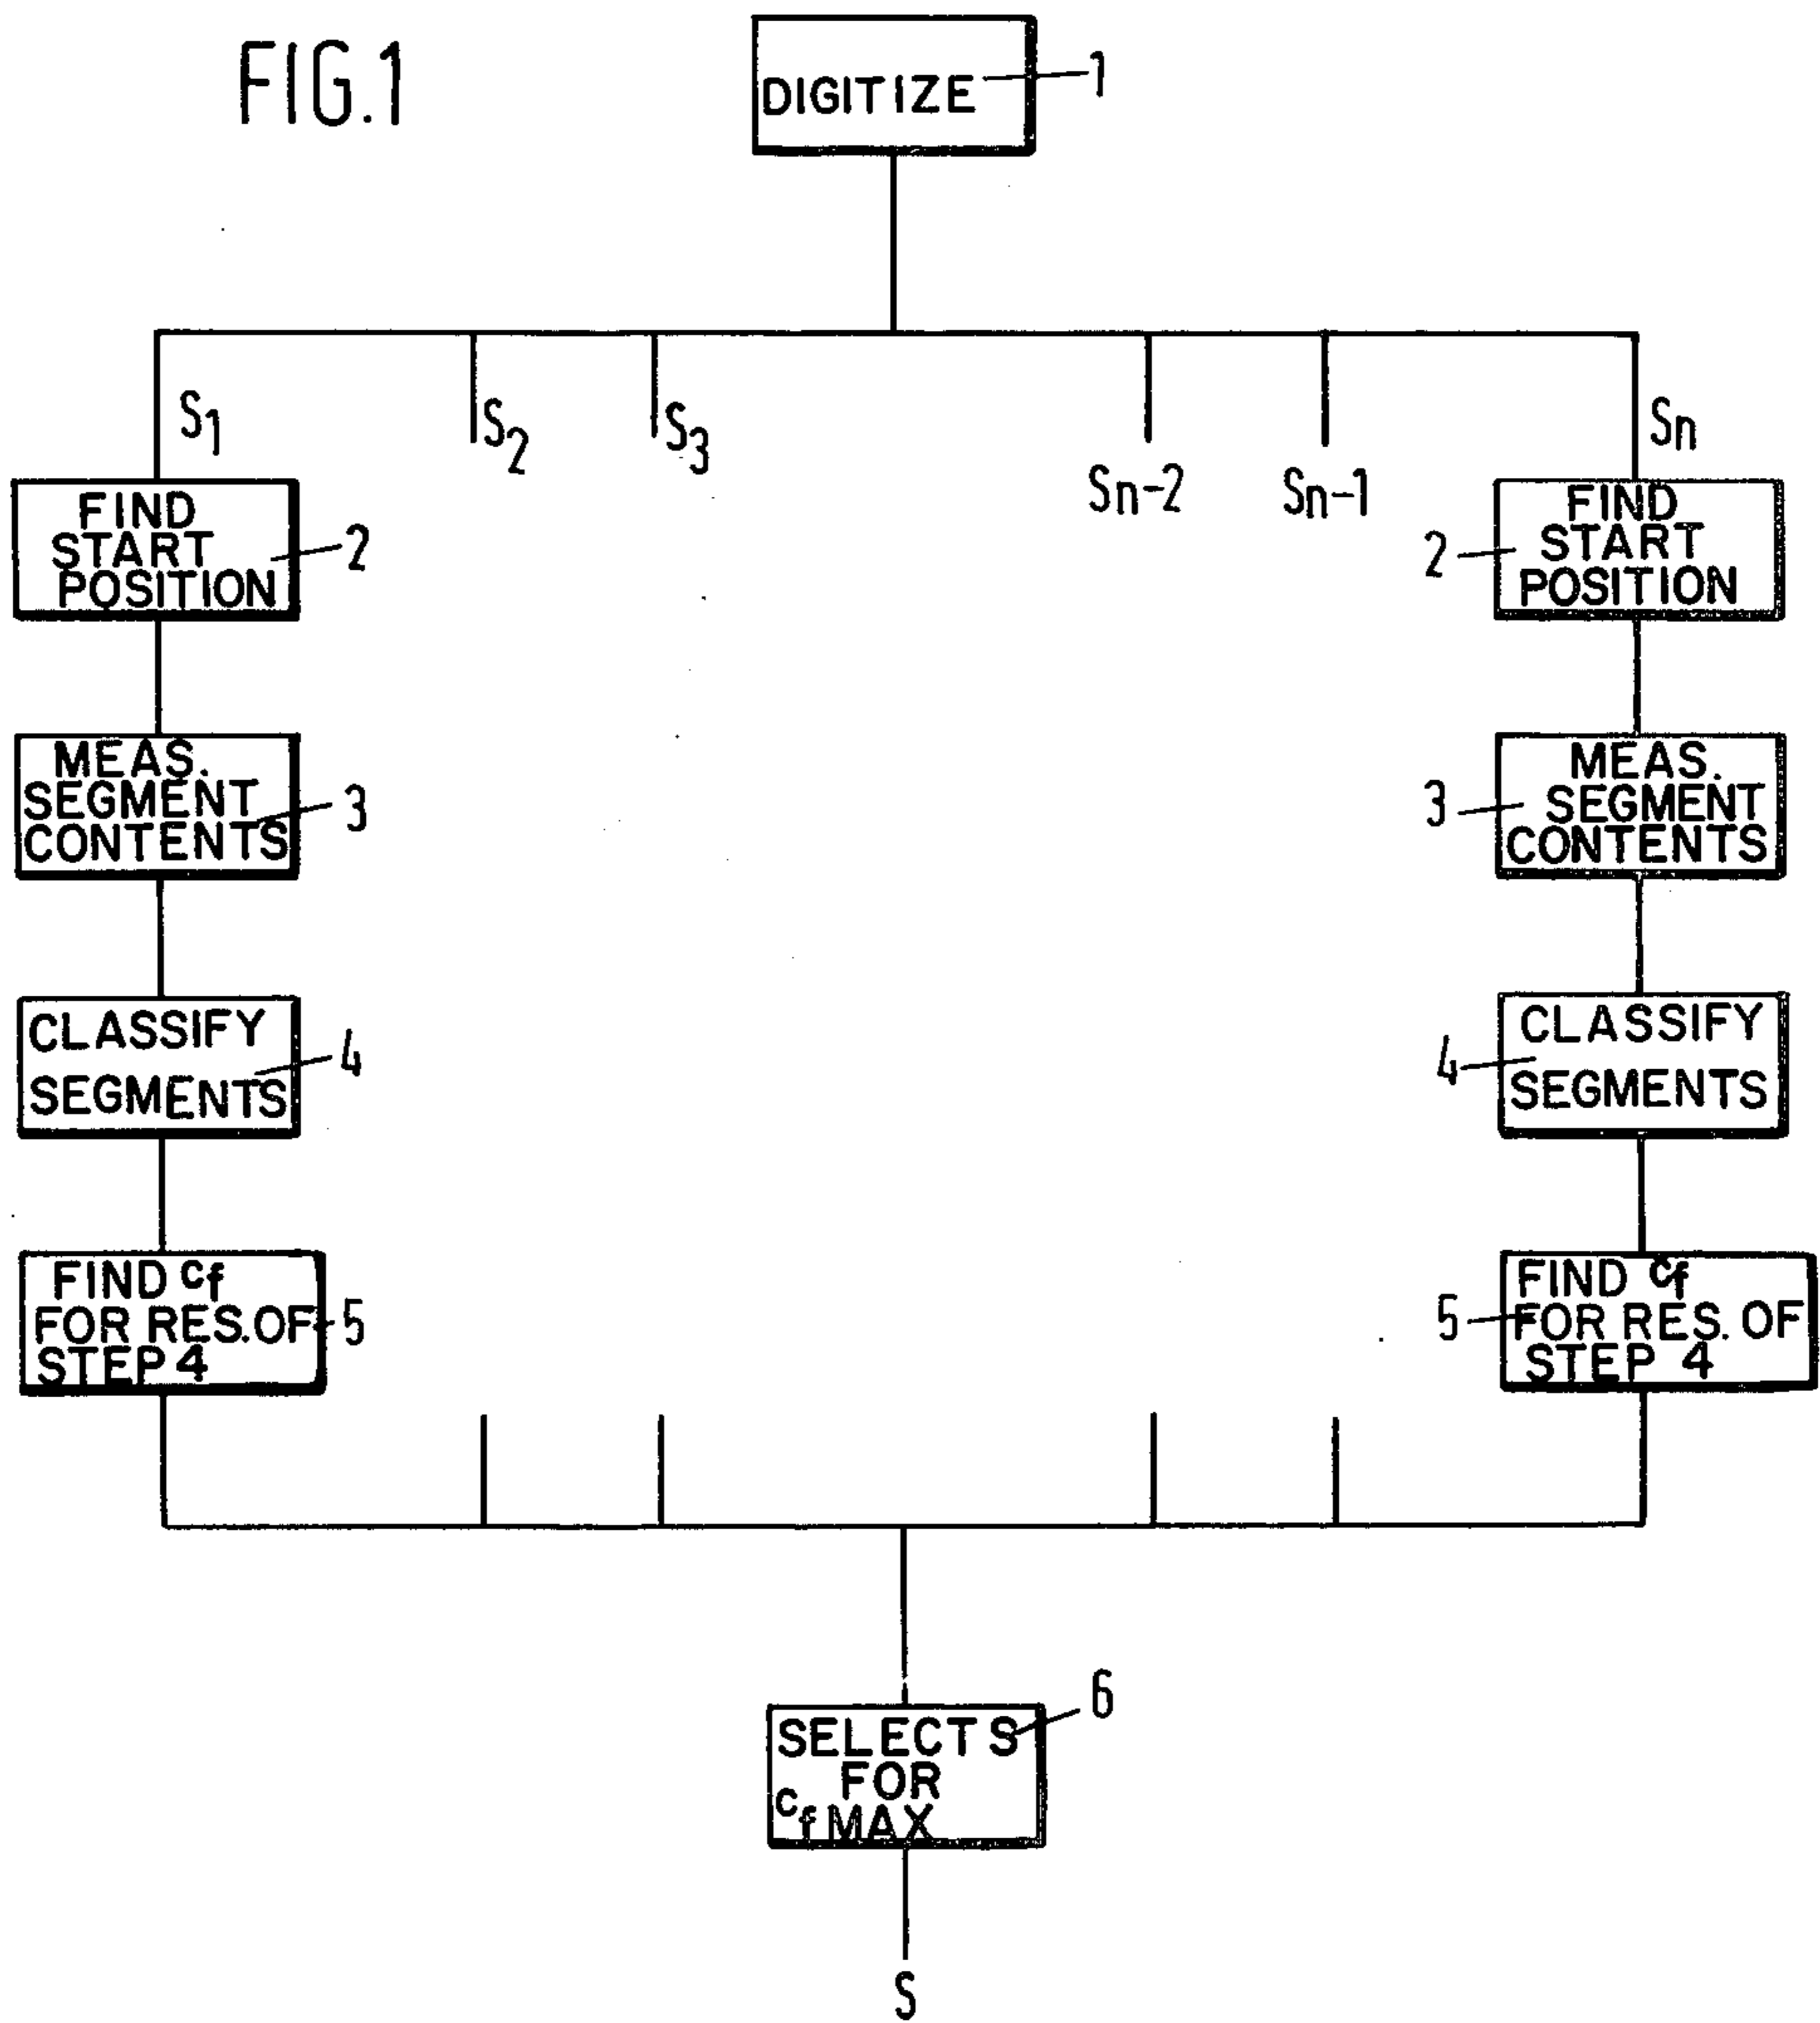 FIG.1
DIGITIZE
1
S1
S2
S3
Sn-2
Sn-1
Sn
FIND
START
POSITION
2
2
FIND
START
POSITION
MEAS.
SEGMENT
CONTENTS
3
3
MEAS.
SEGMENT
CONTENTS
CLASSIFY
SEGMENTS
4
4
CLASSIFY
SEGMENTS
FIND cf
FOR RES. OF
STEP 4
5
5
FIND cf
FOR RES. OF
STEP 4
SELECT S
FOR
cf MAX
6
S